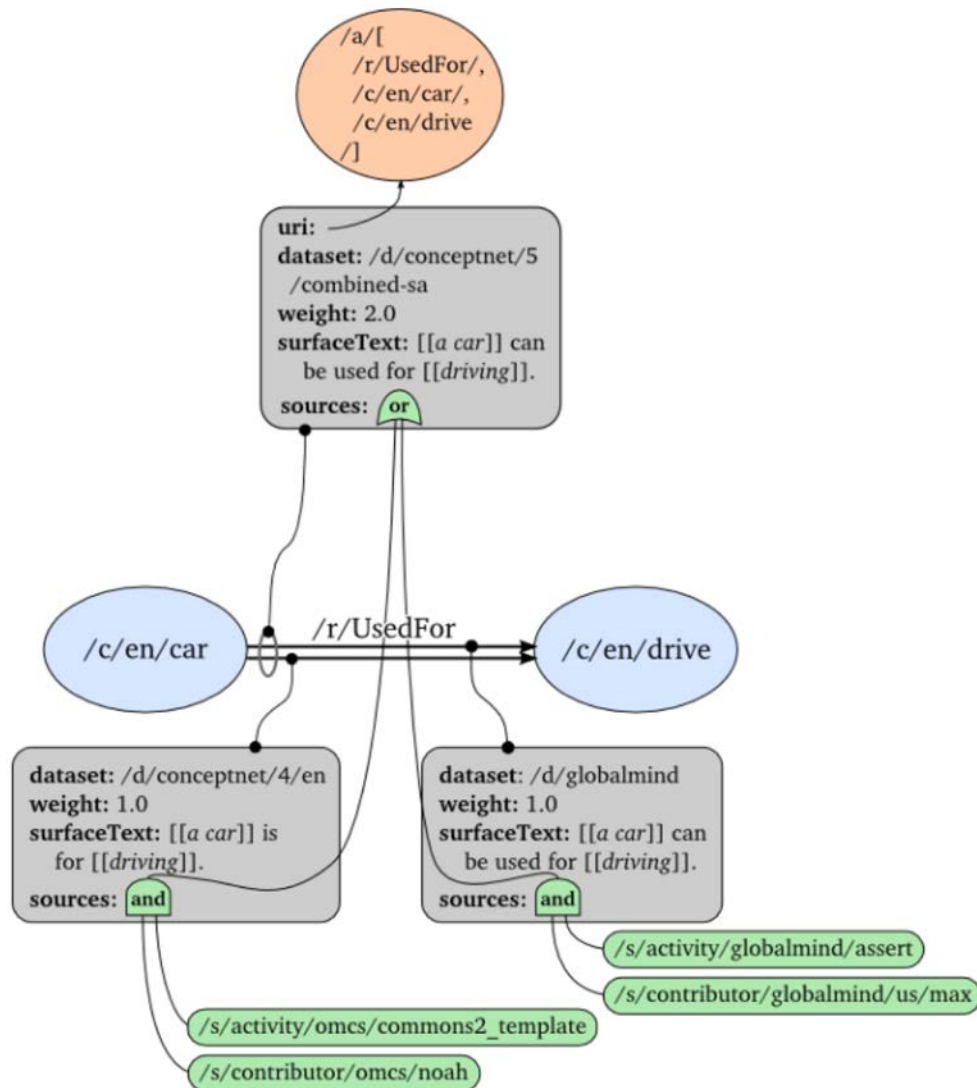 /a/[
/r/UsedFor/,
/c/en/car/,
/c/en/drive
/]
uri:
dataset: /d/conceptnet/5
/combined-sa
weight: 2.0
surfaceText: [[a car]] can
be used for [[driving]].
sources: or
/r/UsedFor
/c/en/car
/c/en/drive
dataset: /d/conceptnet/4/en
weight: 1.0
surfaceText: [[a car]] is
for [[driving]].
sources: and
dataset: /d/globalmind
weight: 1.0
surfaceText: [[a car]] can
be used for [[driving]].
sources: and
/s/activity/globalmind/assert
/s/contributor/globalmind/us/max
/s/activity/omcs/commons2_template
/s/contributor/omcs/noah